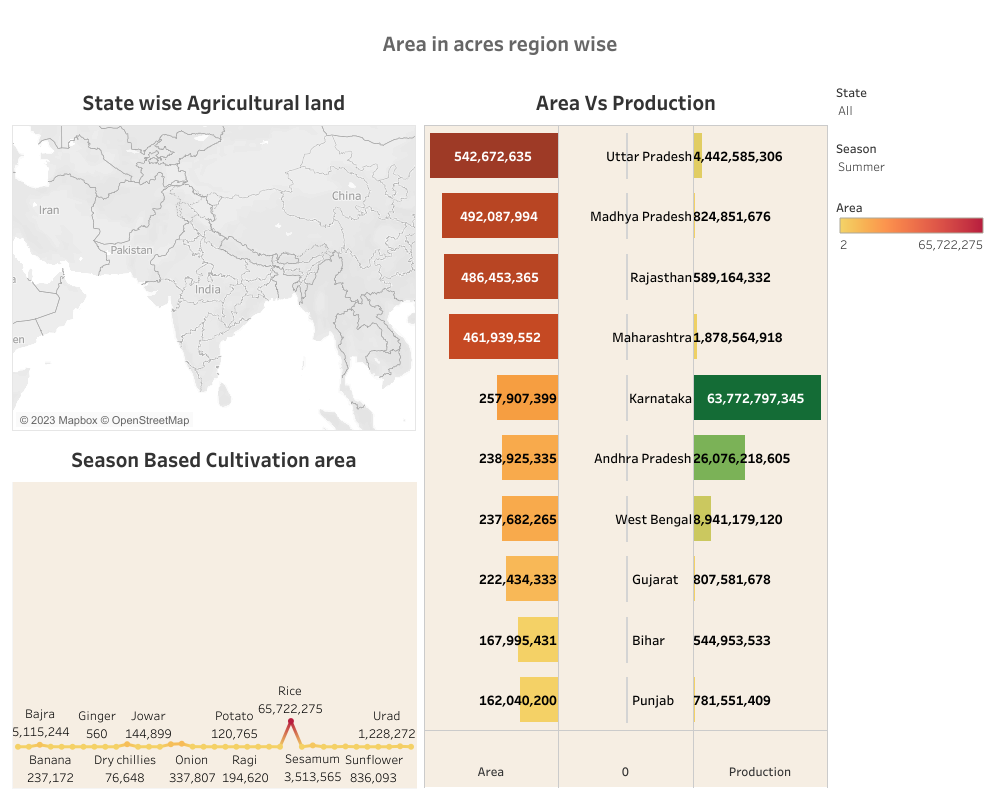 Area in acres region wise
State wise Agricultural land
Iran
China
Pakistan
India
a
en
© 2023 Mapbox © OpenStreetMap
Season Based Cultivation area
Rice
65,722,275
Bajra
Ginger
Jowar
Potato
Urad
5,115,244
560
144,899
120,765
1,228,272
Banana
Dry chillies
Onion
Ragi
Sesamum
Sunflower
237,172
76,648
337,807
194,620
3,513,565
836,093
Area Vs Production
542,672,635 Uttar Pradesh 4,442,585,306
492,087,994 Madhya Pradesh 824,851,676
486,453,365 Rajasthan 589,164,332
461,939,552 Maharashtra 1,878,564,918
257,907,399 Karnataka 63,772,797,345
238,925,335 Andhra Pradesh 26,076,218,605
237,682,265 West Bengal 8,941,179,120
222,434,333 Gujarat 807,581,678
167,995,431 Bihar 544,953,533
162,040,200 Punjab 781,551,409
Area 0 Production
State
All
Season
Summer
Area
2 65,722,275